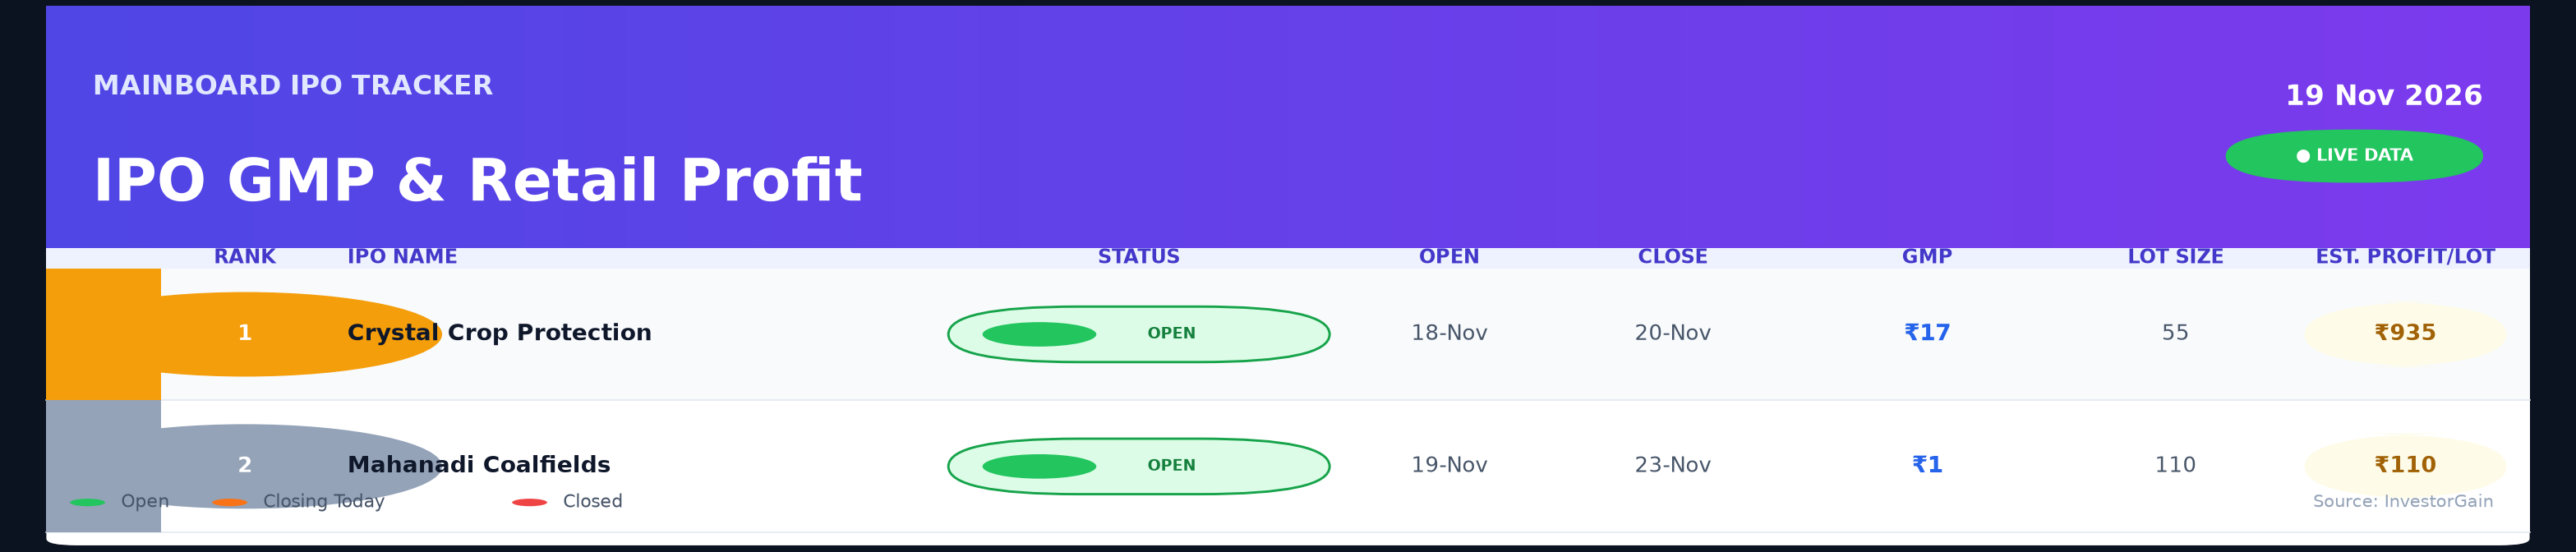 MAINBOARD IPO TRACKER
IPO GMP & Retail Profit
19 Nov 2026
● LIVE DATA
RANK IPO NAME STATUS OPEN CLOSE GMP LOT SIZE EST. PROFIT/LOT
1 Crystal Crop Protection OPEN 18-Nov 20-Nov ₹17 55 ₹935
2 Mahanadi Coalfields OPEN 19-Nov 23-Nov ₹1 110 ₹110
Open Closing Today Closed Source: InvestorGain